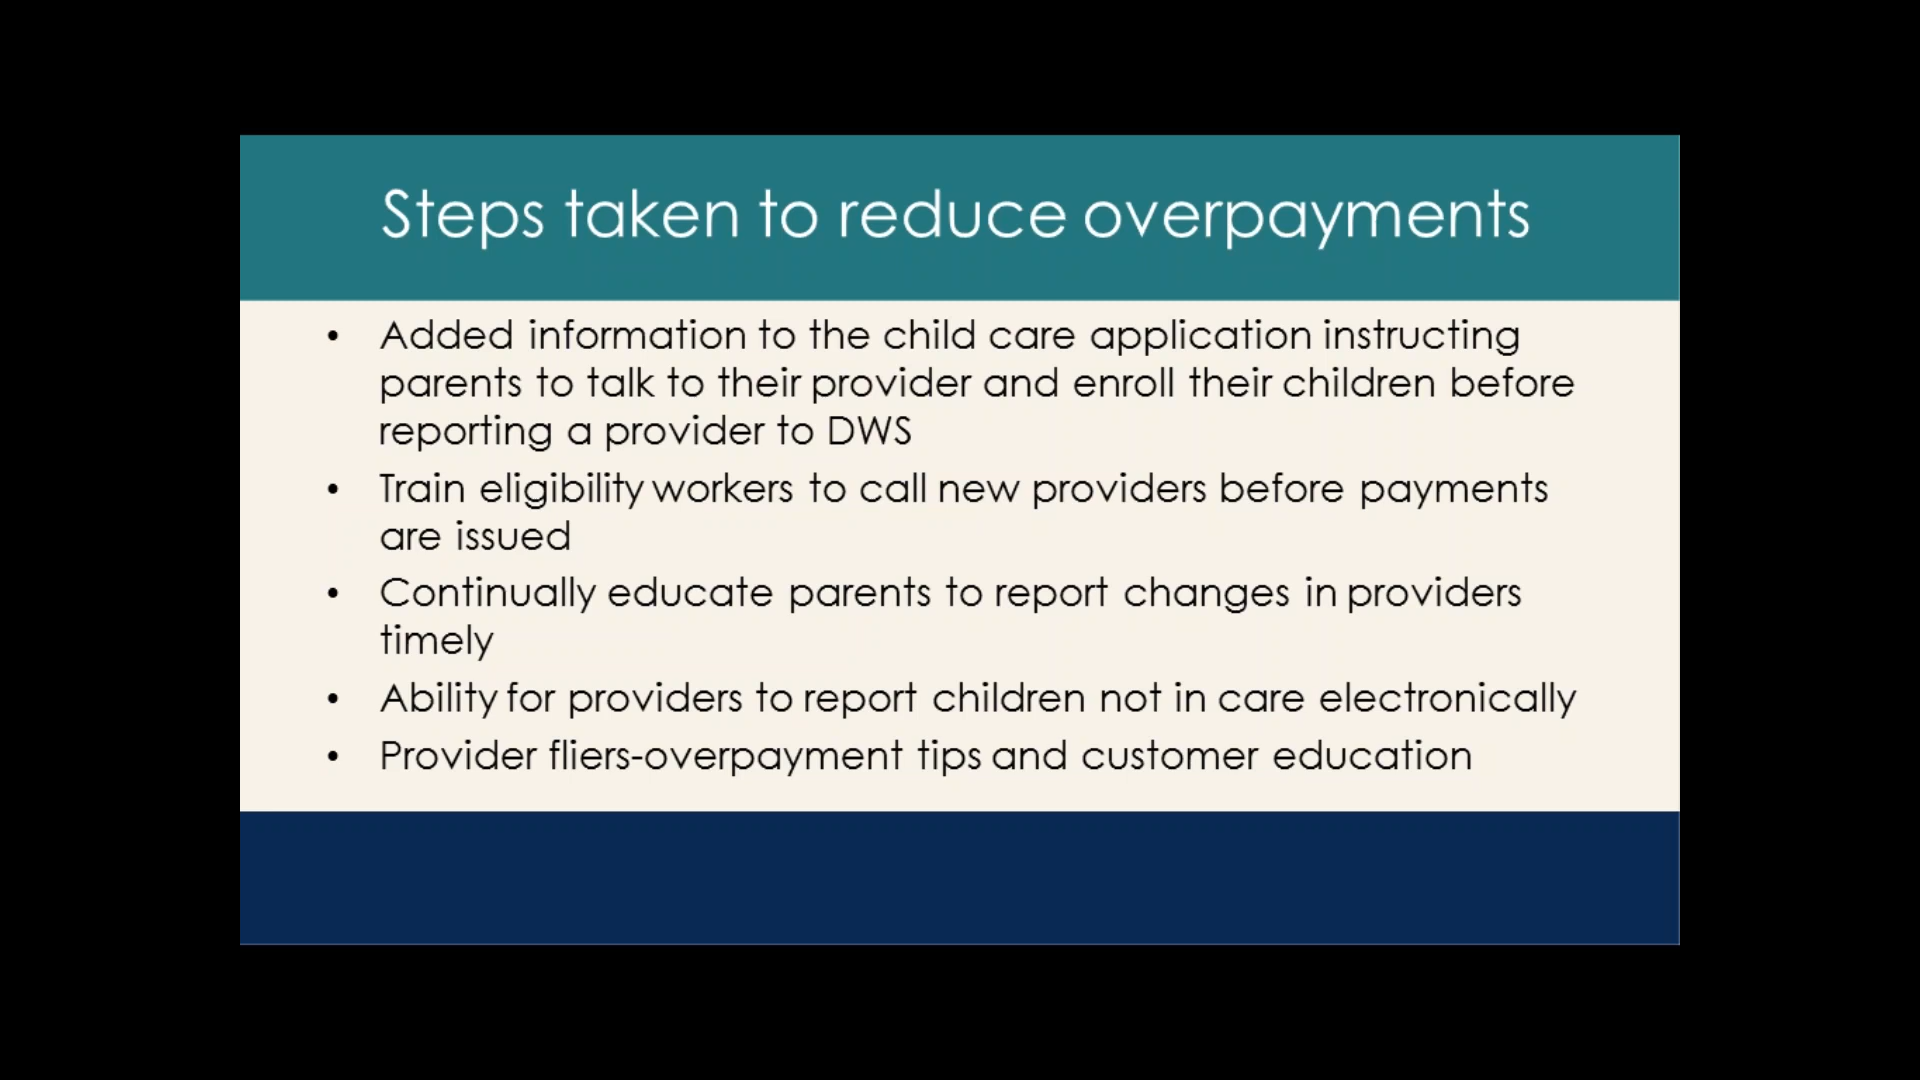 Steps taken to reduce overpayments
• Added information to the child care application instructing
parents to talk to their provider and enroll their children before
reporting a provider to DWS
• Train eligibility workers to call new providers before payments
are issued
• Continually educate parents to report changes in providers
timely
• Ability for providers to report children not in care electronically
• Provider fliers-overpayment tips and customer education